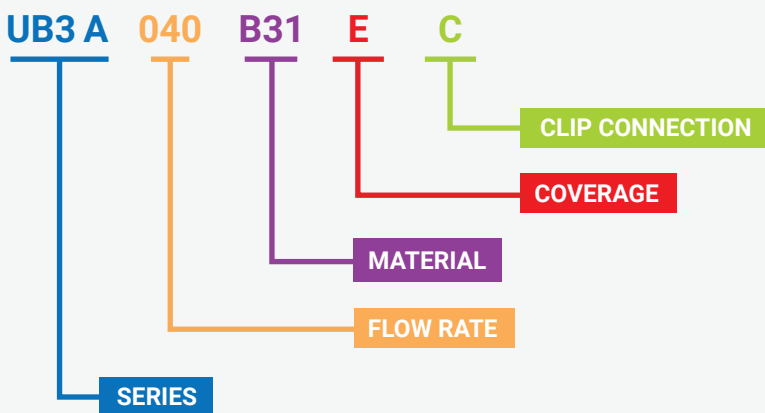 UB3 A 040 B31 E C
CLIP CONNECTION
COVERAGE
MATERIAL
FLOW RATE
SERIES